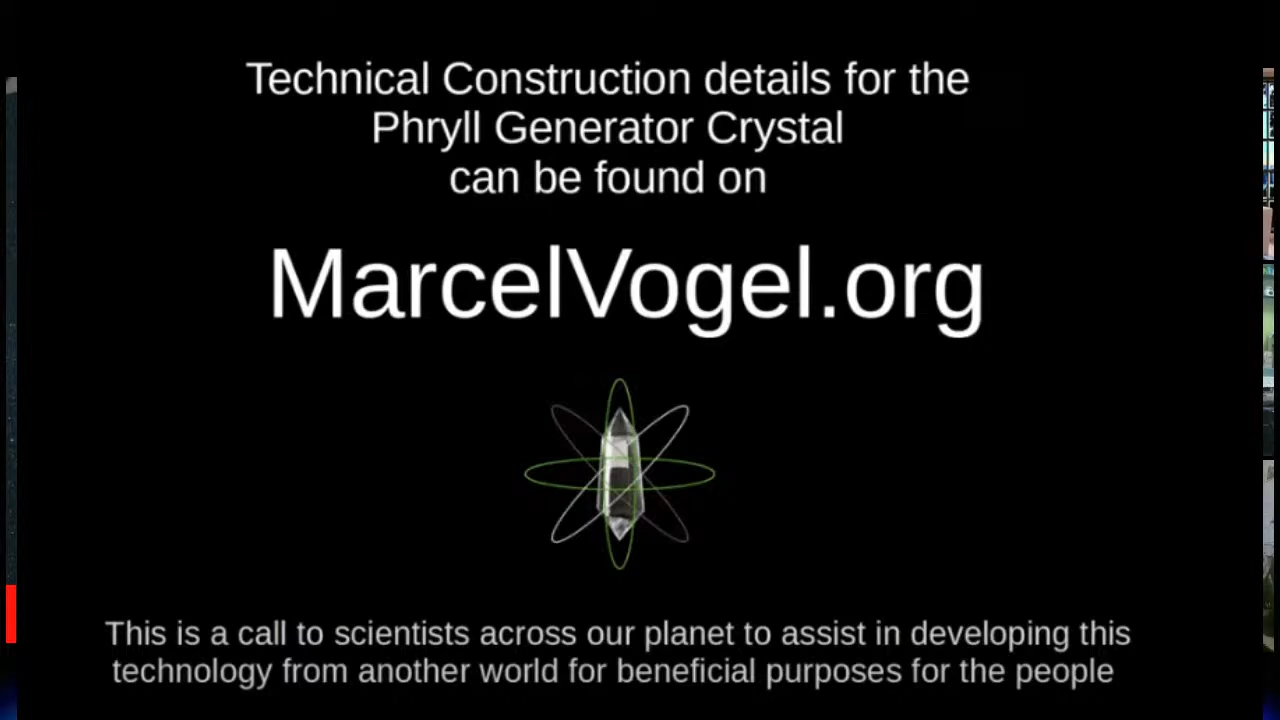 Technical Construction details for the
Phryll Generator Crystal
can be found on
MarcelVogel.org
This is a call to scientists across our planet to assist in developing this
technology from another world for beneficial purposes for the people